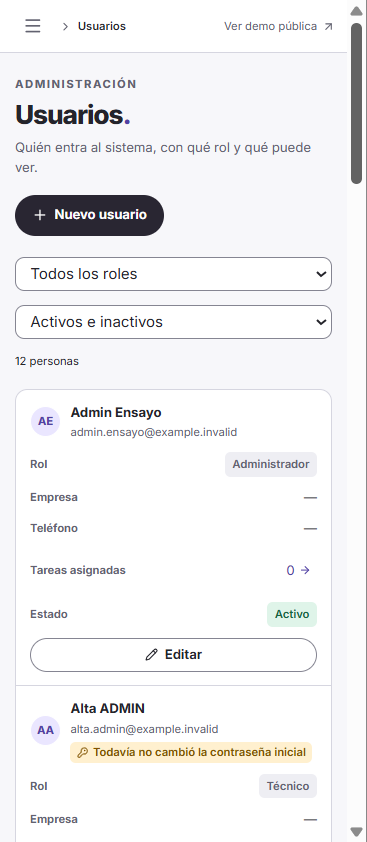 Usuarios
Ver demo pública
ADMINISTRACIÓN
Usuarios.
Quién entra al sistema, con qué rol y qué puede
ver.
Nuevo usuario
Todos los roles
Activos e inactivos
12 personas
AE
Admin Ensayo
admin.ensayo@example.invalid
Rol
Administrador
Empresa
—
Teléfono
—
Tareas asignadas
0 →
Estado
Activo
Editar
AA
Alta ADMIN
alta.admin@example.invalid
Todavía no cambió la contraseña inicial
Rol
Técnico
Empresa
—